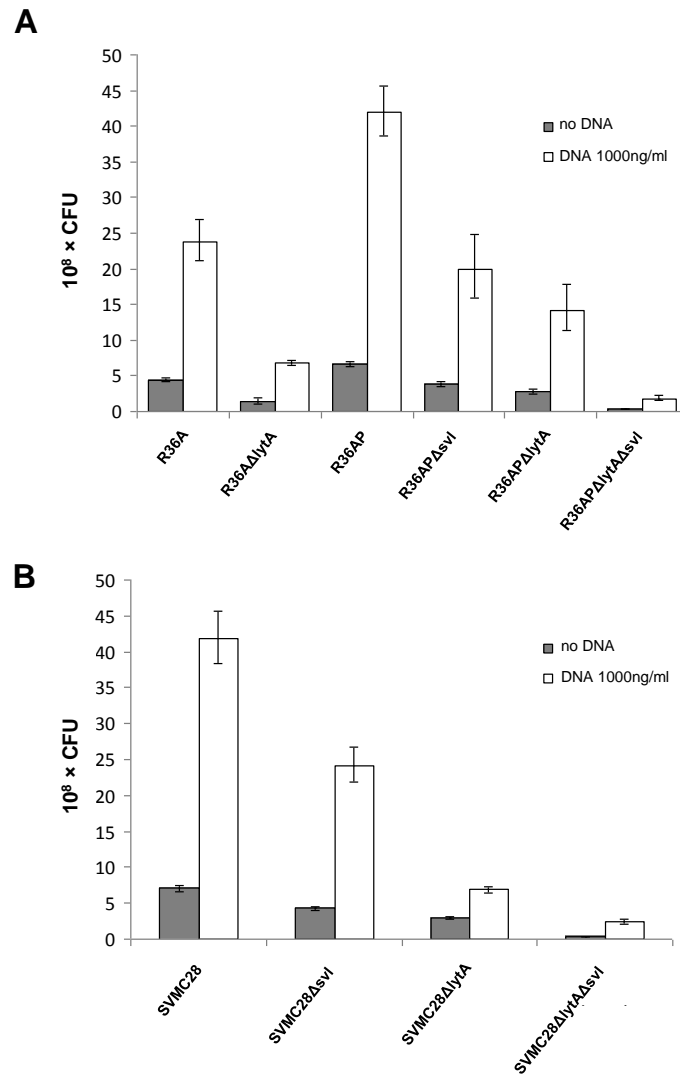 A
50
45
40
35
30
25
20
15
10
5
0
10⁸ × CFU
no DNA
DNA 1000ng/ml
R36A
R36AΔlytA
R36AP
R36APΔsvl
R36APΔlytA
R36APΔlytAΔsvl
B
50
45
40
35
30
25
20
15
10
5
0
10⁸ × CFU
no DNA
DNA 1000ng/ml
SVMC28
SVMC28Δsvl
SVMC28ΔlytA
SVMC28ΔlytAΔsvl